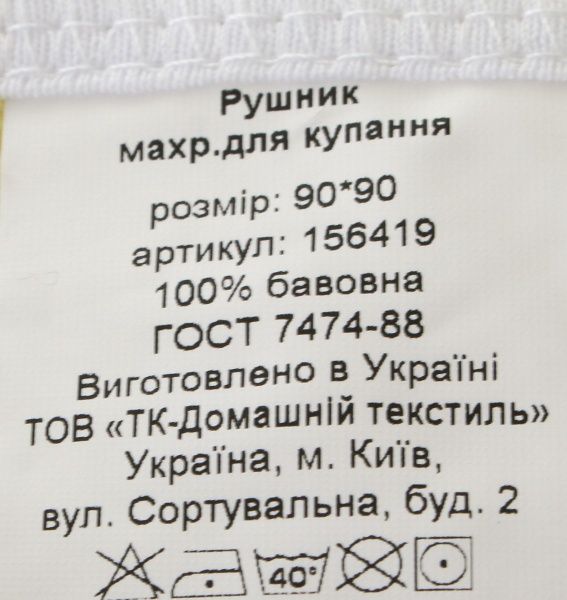 Рушник
махр.для купання
розмір: 90*90
артикул: 156419
100% бавовна
ГОСТ 7474-88
Виготовлено в Україні
ТОВ «ТК-Домашній текстиль»
Україна, м. Київ,
вул. Сортувальна, буд. 2
40°